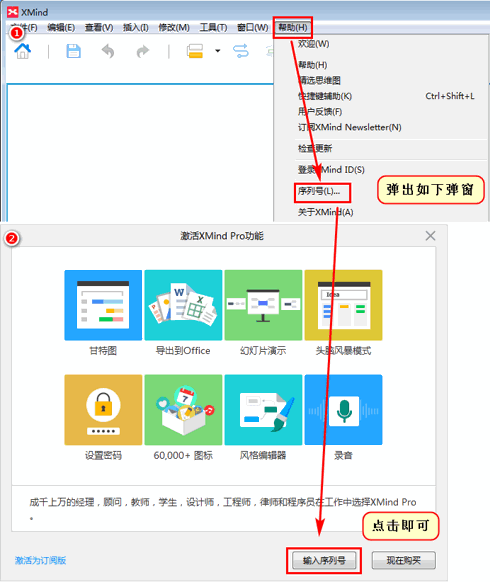 XMind
文件(F) 编辑(E) 查看(V) 插入(I) 修改(M) 工具(T) 窗口(W) 帮助(H)
1
欢迎(W)
帮助(H)
精选思维图
快捷键辅助(K) Ctrl+Shift+L
用户反馈(F)
订阅XMind Newsletter(N)
检查更新
登录XMind ID(S)
序列号(L)...
弹出如下弹窗
关于XMind(A)
2
激活XMind Pro功能
W
X
Idea
甘特图 导出到Office 幻灯片演示 头脑风暴模式
7
设置密码 60,000+ 图标 风格编辑器 录音
成千上万的经理，顾问，教师，学生，设计师，工程师，律师和程序员在工作中选择XMind Pro
。
点击即可
激活为订阅版 输入序列号 现在购买